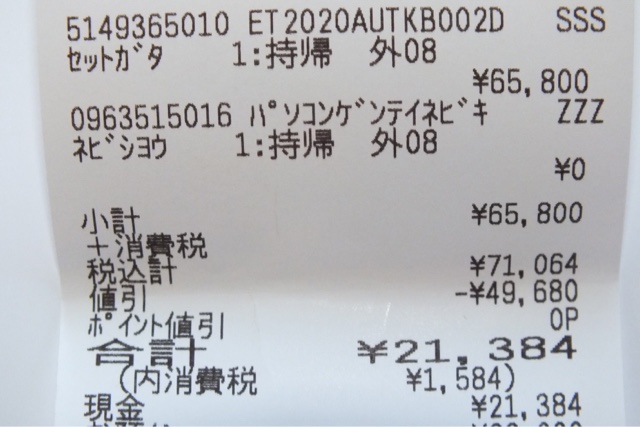 5149365010 ET2020AUTKB002D SSS
ｾｯﾄｶﾞﾀ 1:持帰 外08
¥65,800
0963515016 ﾊﾟｿｺﾝｹﾞﾝﾃｲﾈﾋﾞｷ ZZZ
ﾈﾋﾞｼﾖｳ 1:持帰 外08
¥0
小計 ¥65,800
＋消費税
税込計 ¥71,064
値引 -¥49,680
ﾎﾟｲﾝﾄ値引 0P
合計 ¥21,384
(内消費税 ¥1,584)
現金 ¥21,384